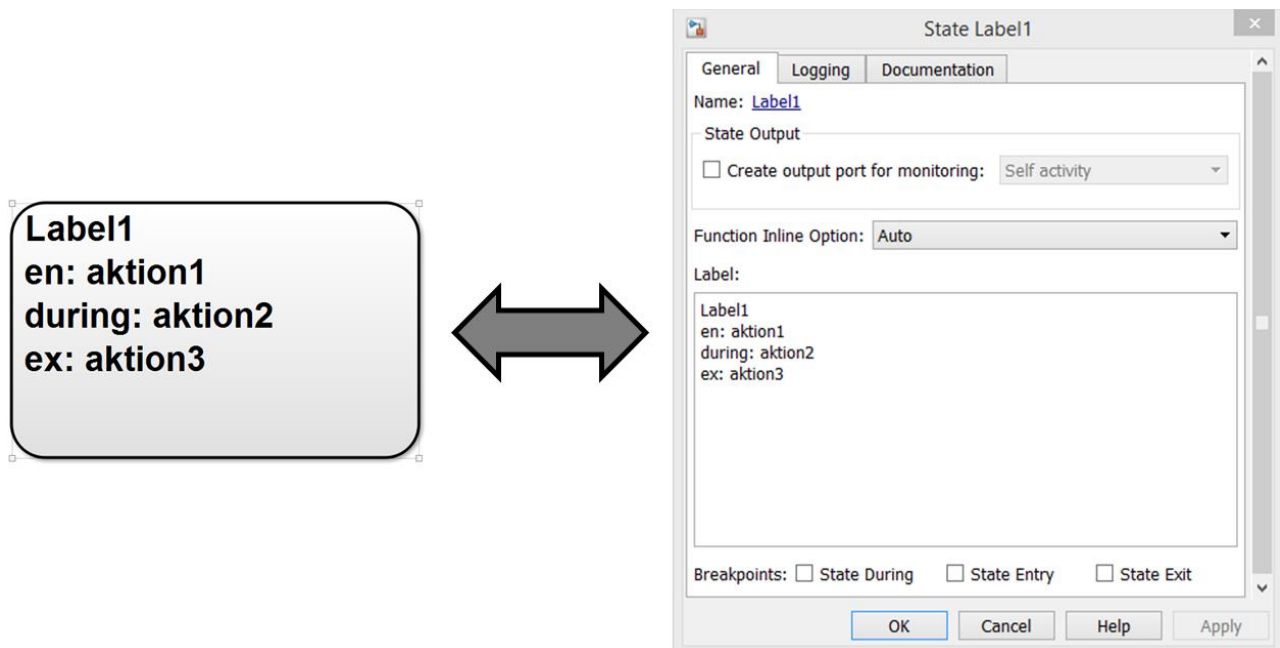 Label1
en: aktion1
during: aktion2
ex: aktion3
State Label1
General Logging Documentation
Name: Label1
State Output
Create output port for monitoring: Self activity
Function Inline Option: Auto
Label:
Label1
en: aktion1
during: aktion2
ex: aktion3
Breakpoints: State During State Entry State Exit
OK Cancel Help Apply